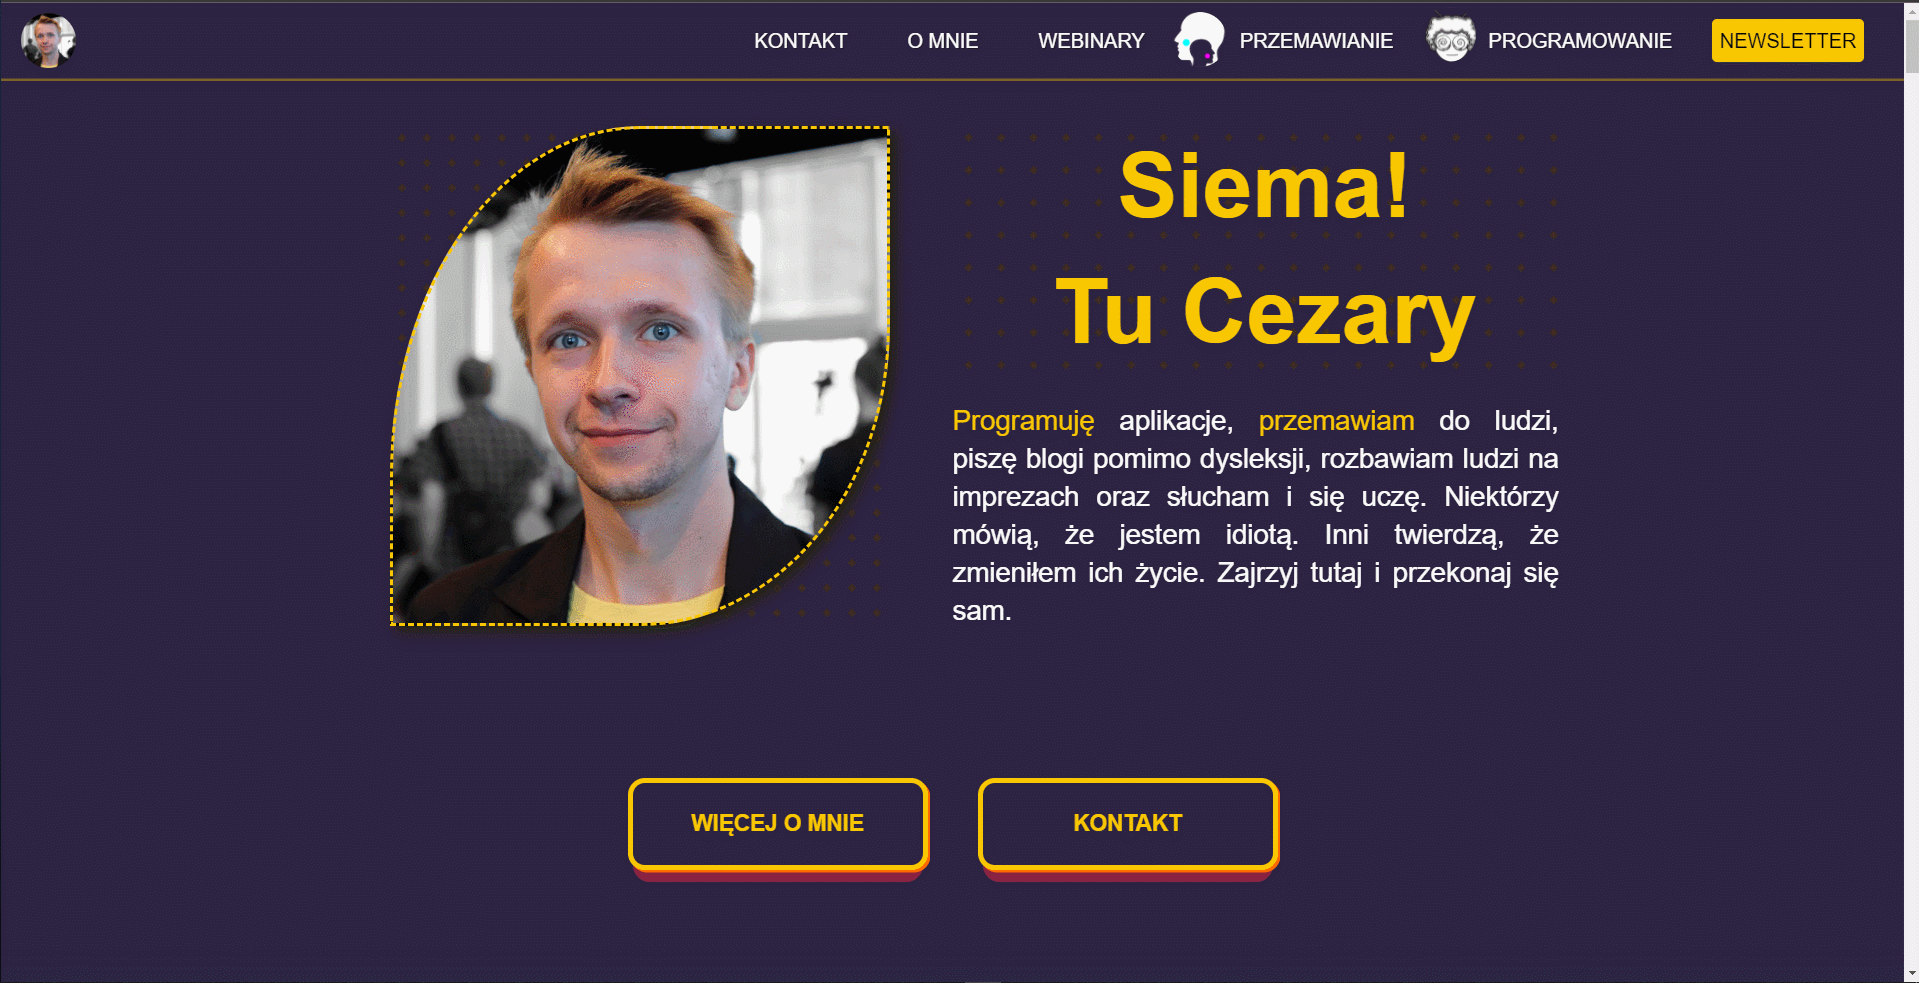 KONTAKT O MNIE WEBINARY PRZEMAWIANIE PROGRAMOWANIE NEWSLETTER
Siema!
Tu Cezary
Programuję aplikacje, przemawiam do ludzi,
piszę blogi pomimo dysleksji, rozbawiam ludzi na
imprezach oraz słucham i się uczę. Niektórzy
mówią, że jestem idiotą. Inni twierdzą, że
zmieniłem ich życie. Zajrzyj tutaj i przekonaj się
sam.
WIĘCEJ O MNIE KONTAKT